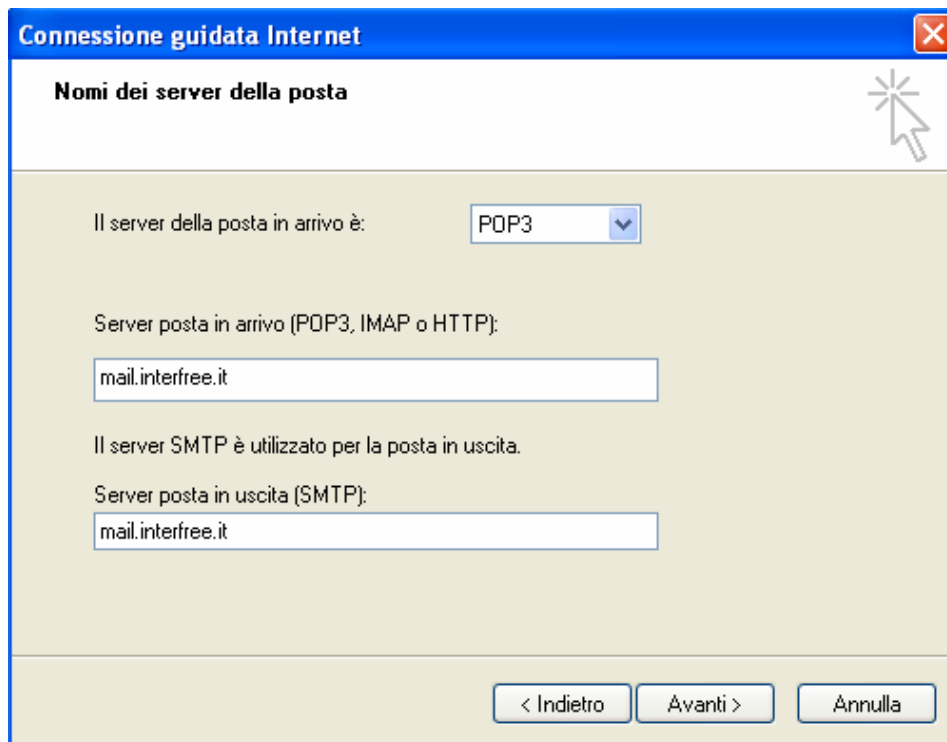 Connessione guidata Internet
Nomi dei server della posta
Il server della posta in arrivo è: POP3
Server posta in arrivo (POP3, IMAP o HTTP):
mail.interfree.it
Il server SMTP è utilizzato per la posta in uscita.
Server posta in uscita (SMTP):
mail.interfree.it
< Indietro Avanti > Annulla